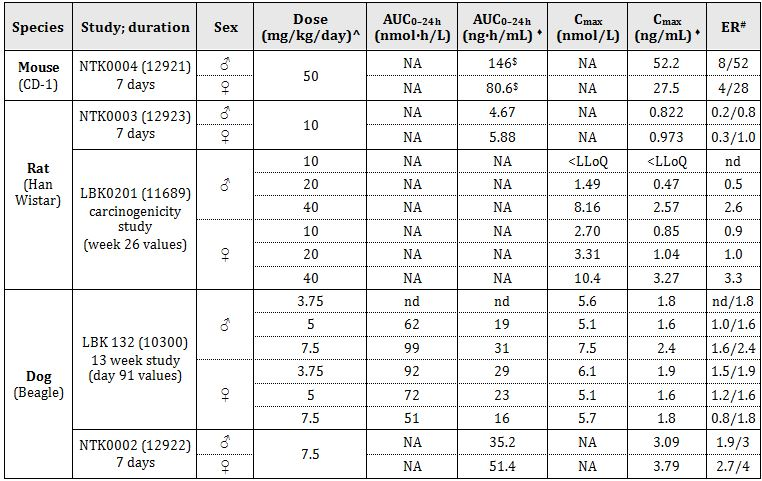 Species Study; duration Sex Dose (mg/kg/day)^ AUC0–24h (nmol·h/L) AUC0–24h (ng·h/mL) ♦ Cmax (nmol/L) Cmax (ng/mL) ♦ ER#
Mouse (CD-1) NTK0004 (12921) 7 days ♂ 50 NA 146$ NA 52.2 8/52
♀ NA 80.6$ NA 27.5 4/28
Rat (Han Wistar) NTK0003 (12923) 7 days ♂ 10 NA 4.67 NA 0.822 0.2/0.8
♀ NA 5.88 NA 0.973 0.3/1.0
LBK0201 (11689) carcinogenicity study (week 26 values) ♂ 10 NA NA <LLoQ <LLoQ nd
20 NA NA 1.49 0.47 0.5
40 NA NA 8.16 2.57 2.6
♀ 10 NA NA 2.70 0.85 0.9
20 NA NA 3.31 1.04 1.0
40 NA NA 10.4 3.27 3.3
Dog (Beagle) LBK 132 (10300) 13 week study (day 91 values) ♂ 3.75 nd nd 5.6 1.8 nd/1.8
5 62 19 5.1 1.6 1.0/1.6
7.5 99 31 7.5 2.4 1.6/2.4
♀ 3.75 92 29 6.1 1.9 1.5/1.9
5 72 23 5.1 1.6 1.2/1.6
7.5 51 16 5.7 1.8 0.8/1.8
NTK0002 (12922) 7 days ♂ 7.5 NA 35.2 NA 3.09 1.9/3
♀ NA 51.4 NA 3.79 2.7/4